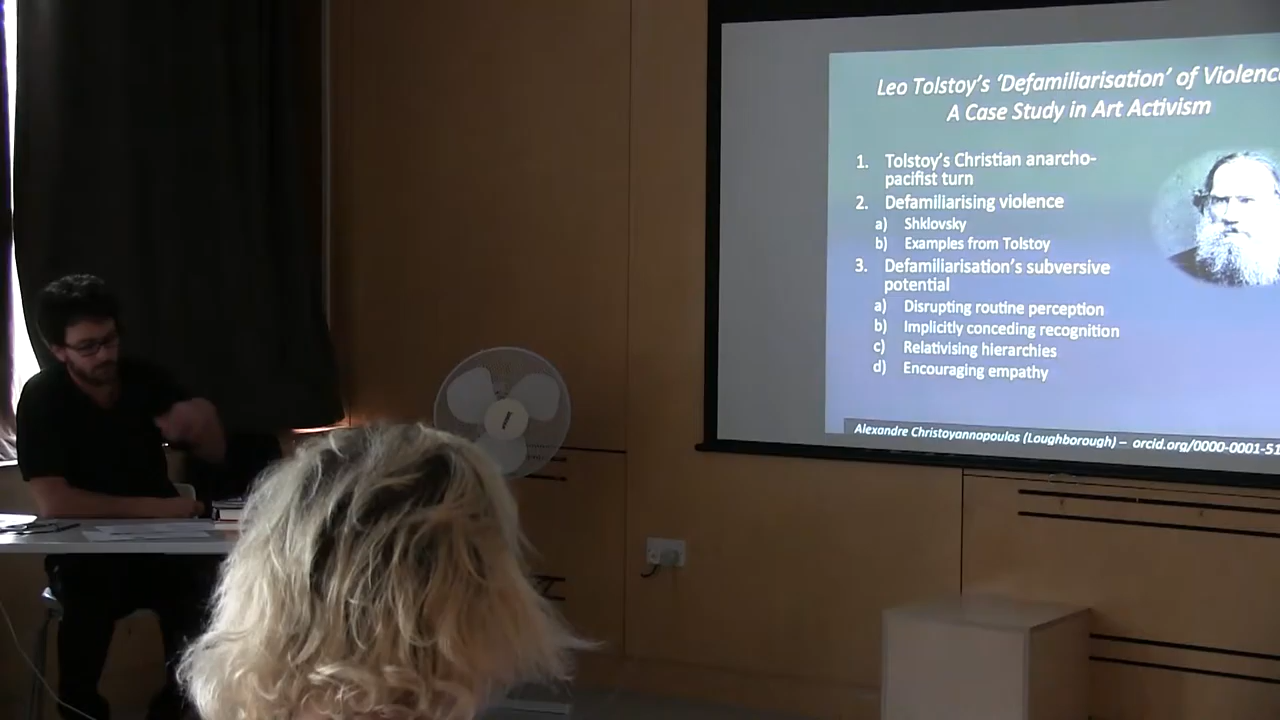 Leo Tolstoy's 'Defamiliarisation' of Violenc
A Case Study in Art Activism
1. Tolstoy's Christian anarcho-
pacifist turn
2. Defamiliarising violence
a) Shklovsky
b) Examples from Tolstoy
3. Defamiliarisation's subversive
potential
a) Disrupting routine perception
b) Implicitly conceding recognition
c) Relativising hierarchies
d) Encouraging empathy
Alexandre Christoyannopoulos (Loughborough) – orcid.org/0000-0001-51